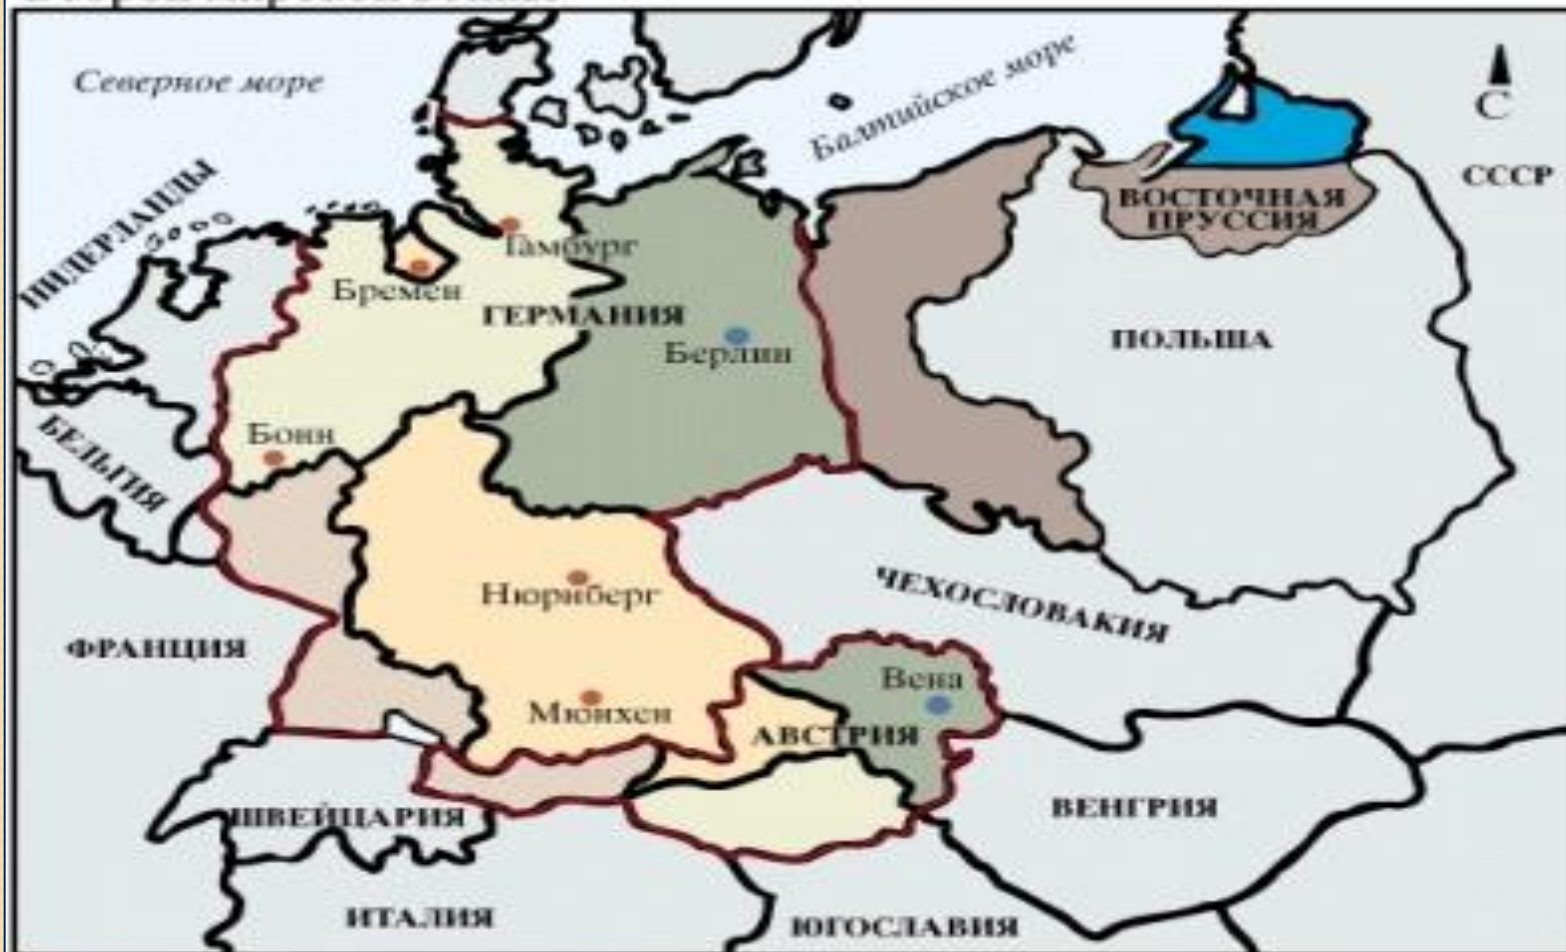 Северное море
Балтийское море
С
СССР
НИДЕРЛАНДЫ
ВОСТОЧНАЯ
ПРУССИЯ
Гамбург
Бремен
ГЕРМАНИЯ
Берлин
ПОЛЬША
БЕЛЬГИЯ
Бонн
Нюрнберг
ЧЕХОСЛОВАКИЯ
ФРАНЦИЯ
Вена
Мюнхен
АВСТРИЯ
ШВЕЙЦАРИЯ
ВЕНГРИЯ
ИТАЛИЯ
ЮГОСЛАВИЯ